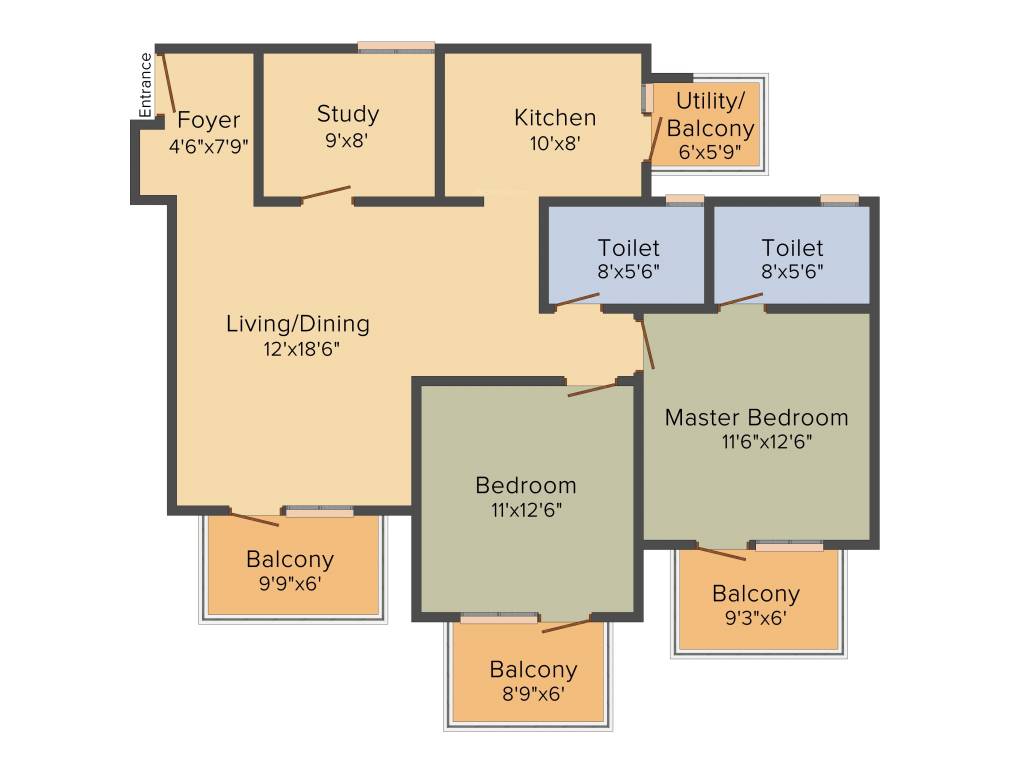 Entrance
Foyer
4'6"x7'9"
Study
9'x8'
Kitchen
10'x8'
Utility/
Balcony
6'x5'9"
Toilet
8'x5'6"
Toilet
8'x5'6"
Living/Dining
12'x18'6"
Master Bedroom
11'6"x12'6"
Bedroom
11'x12'6"
Balcony
9'9"x6'
Balcony
9'3"x6'
Balcony
8'9"x6'